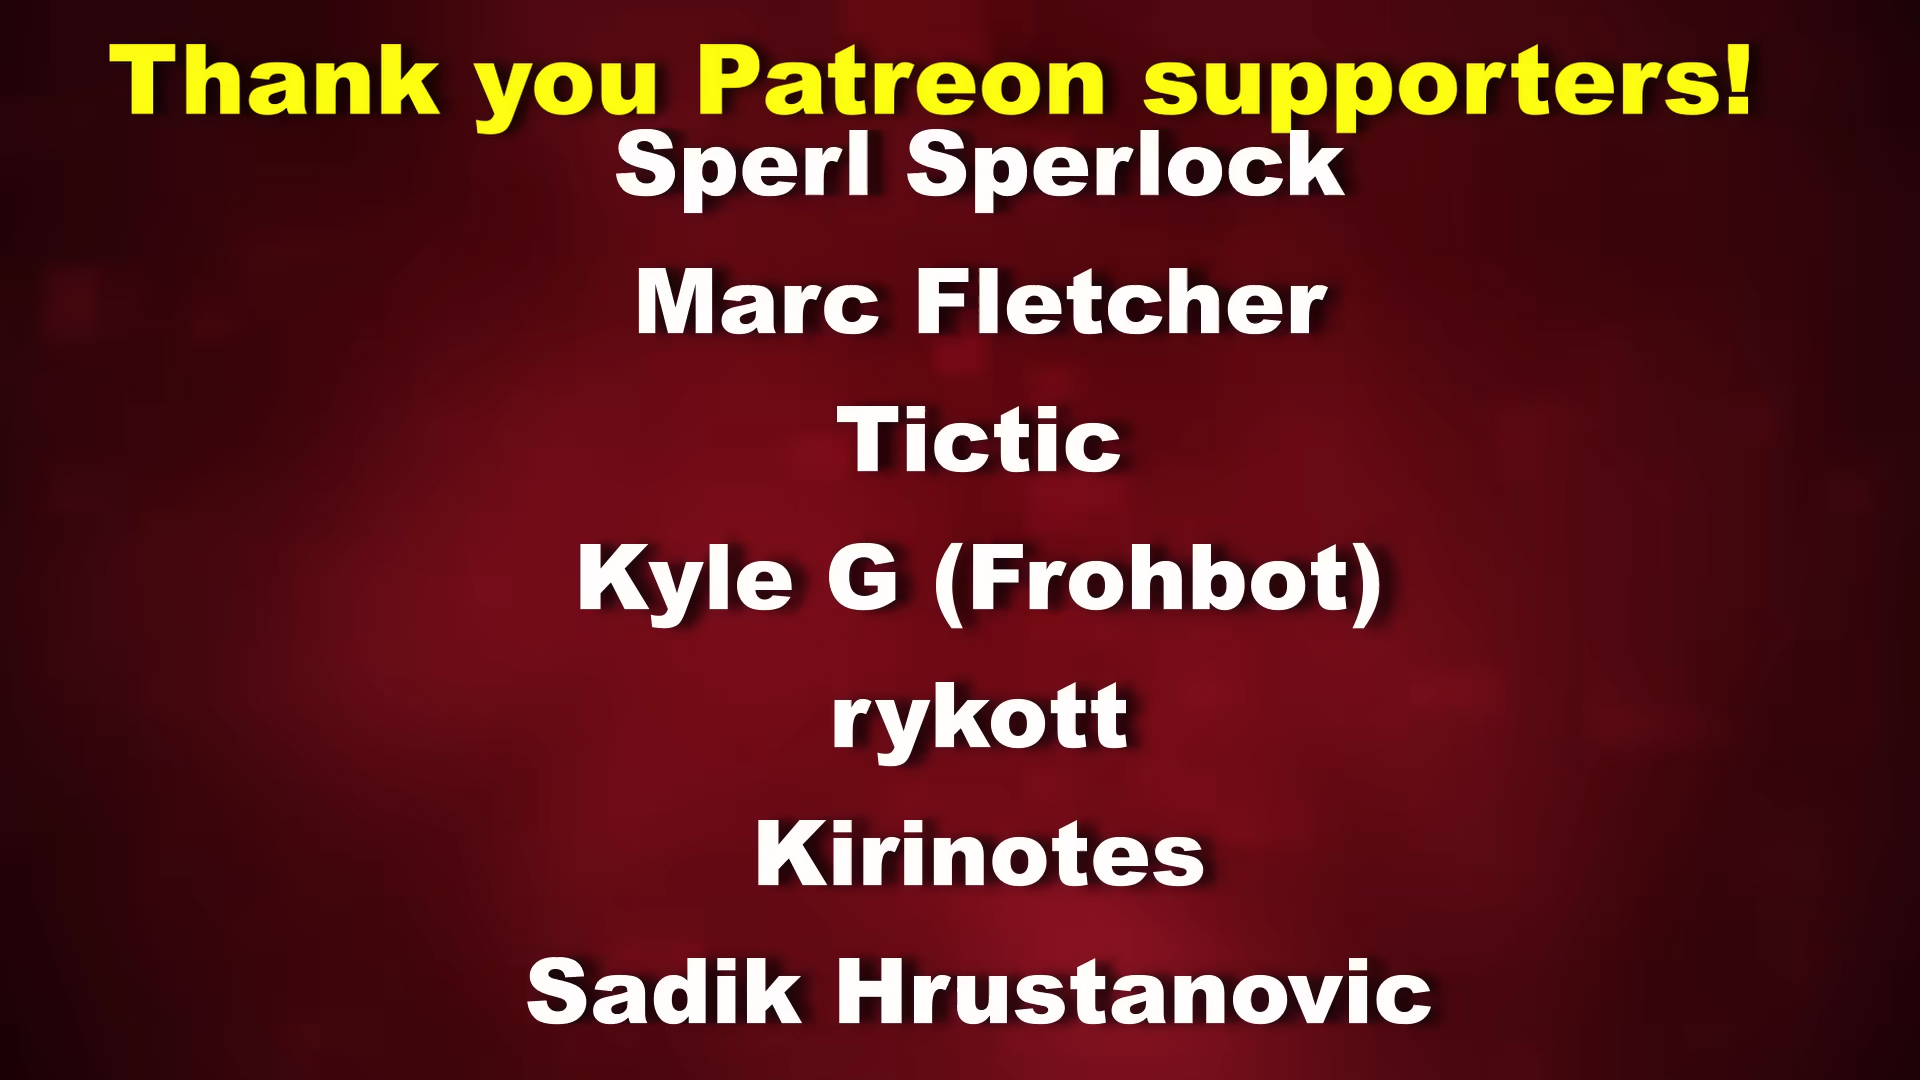 Thank you Patreon supporters!
Sperl Sperlock
Marc Fletcher
Tictic
Kyle G (Frohbot)
rykott
Kirinotes
Sadik Hrustanovic